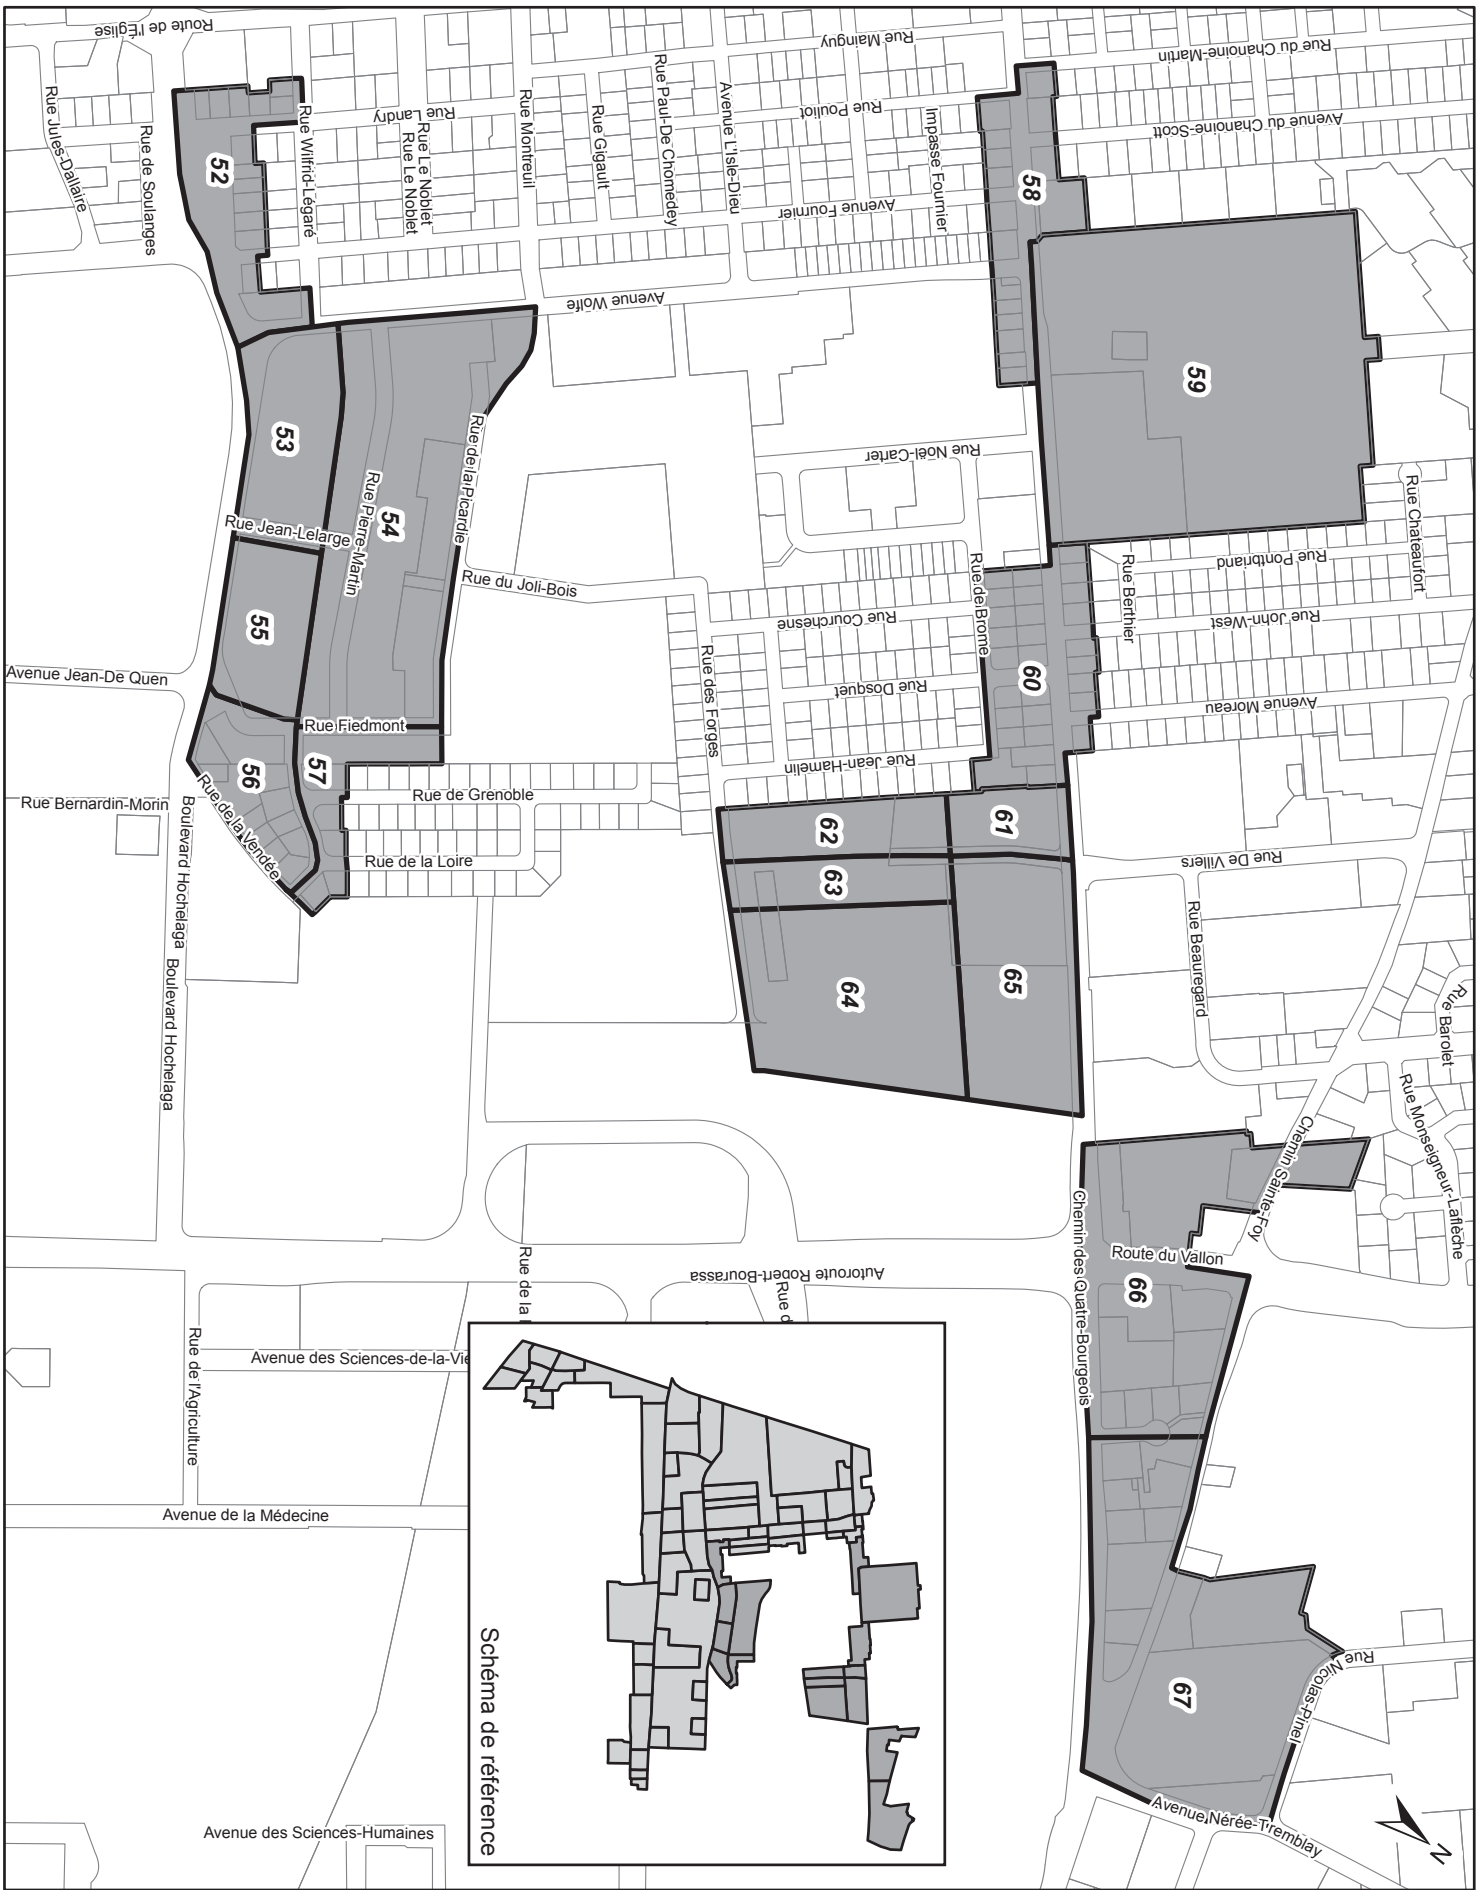 Route de l'Église
Rue Mainguy
Rue du Chanoine-Martin
Rue Jules-Dallaire
Rue de Soulanges
Rue Wilfrid-Légaré
Rue Landry
Rue Le Noblet
Rue Le Noblet
Rue Montreuil
Rue Gigault
Rue Paul-De Chomedey
Avenue L'Isle-Dieu
Rue Pouliot
Impasse Fournier
Avenue Fournier
Avenue du Chanoine-Scott
52
58
Avenue Wolfe
59
53
54
Rue Pierre-Martin
Rue de la Picardie
Rue Noël-Carter
Rue Jean-Lelarge
Rue du Joli-Bois
Rue Chateaufort
Rue Pontbriand
Rue Berthier
Rue John-West
Rue de Brome
Rue Courchesne
55
60
Rue des Forges
Rue Dosquet
Avenue Moreau
Avenue Jean-De Quen
Rue Fiedmont
56
57
Rue Jean-Hamelin
Rue Bernardin-Morin
Rue de la Vendée
Rue de Grenoble
Rue de la Loire
Boulevard Hochelaga
Boulevard Hochelaga
61
62
63
64
65
Rue De Villers
Rue Beauregard
Rue Barolet
Rue Monseigneur-Laflèche
Chemin Sainte-Foy
Chemin des Quatre-Bourgeois
Route du Vallon
66
Autoroute Robert-Bourassa
Rue de la
Rue d
Avenue des Sciences-de-la-Vie
Rue de l'Agriculture
Avenue de la Médecine
Avenue des Sciences-Humaines
67
Rue Nicolas-Pinel
Avenue Nérée-Tremblay
N
Schéma de référence